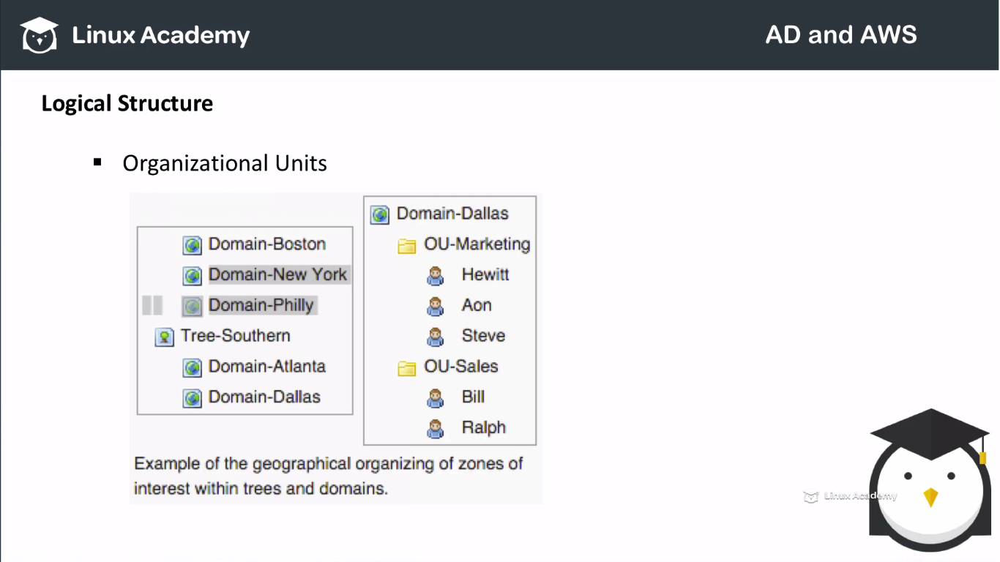 Linux Academy
AD and AWS
Logical Structure
▪ Organizational Units
Domain-Boston
Domain-New York
Domain-Philly
Tree-Southern
Domain-Atlanta
Domain-Dallas
Domain-Dallas
OU-Marketing
Hewitt
Aon
Steve
OU-Sales
Bill
Ralph
Example of the geographical organizing of zones of
interest within trees and domains.
Linux Academy